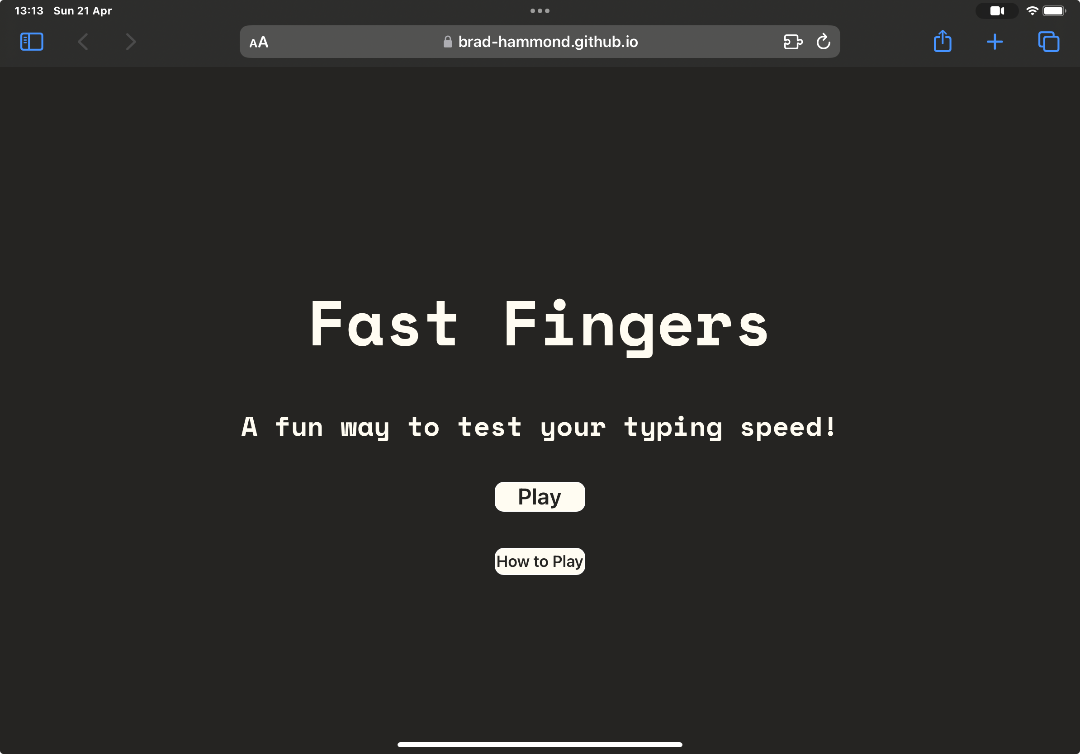 13:13 Sun 21 Apr
AA brad-hammond.github.io
Fast Fingers
A fun way to test your typing speed!
Play
How to Play